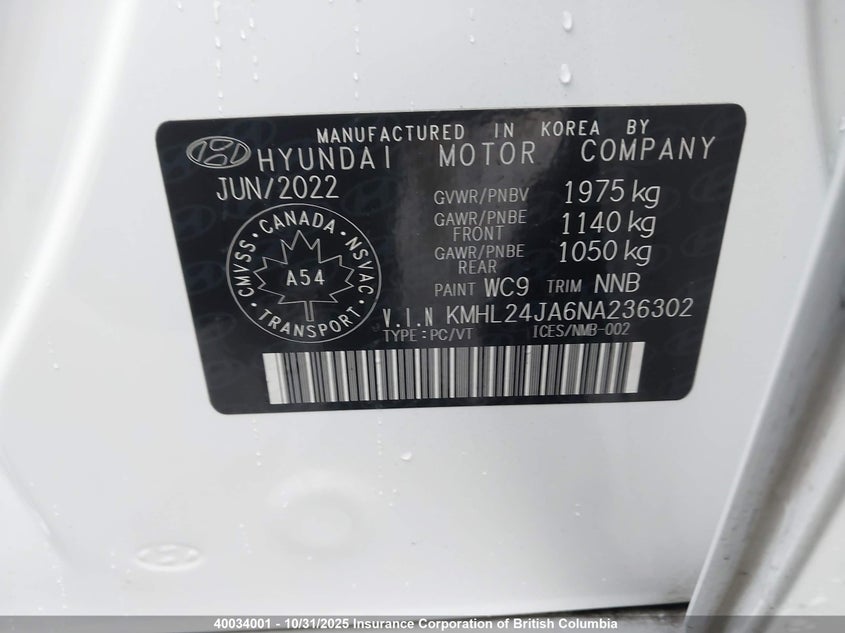 MANUFACTURED IN KOREA BY
HYUNDAI MOTOR COMPANY
JUN/2022
GVWR/PNBV 1975 kg
GAWR/PNBE FRONT 1140 kg
GAWR/PNBE REAR 1050 kg
PAINT WC9 TRIM NNB
CMVSS • CANADA • NSVAC • TRANSPORT •
A54
V.I.N KMHL24JA6NA236302
TYPE : PC/VT ICES/NMB-002
40034001 - 10/31/2025 Insurance Corporation of British Columbia